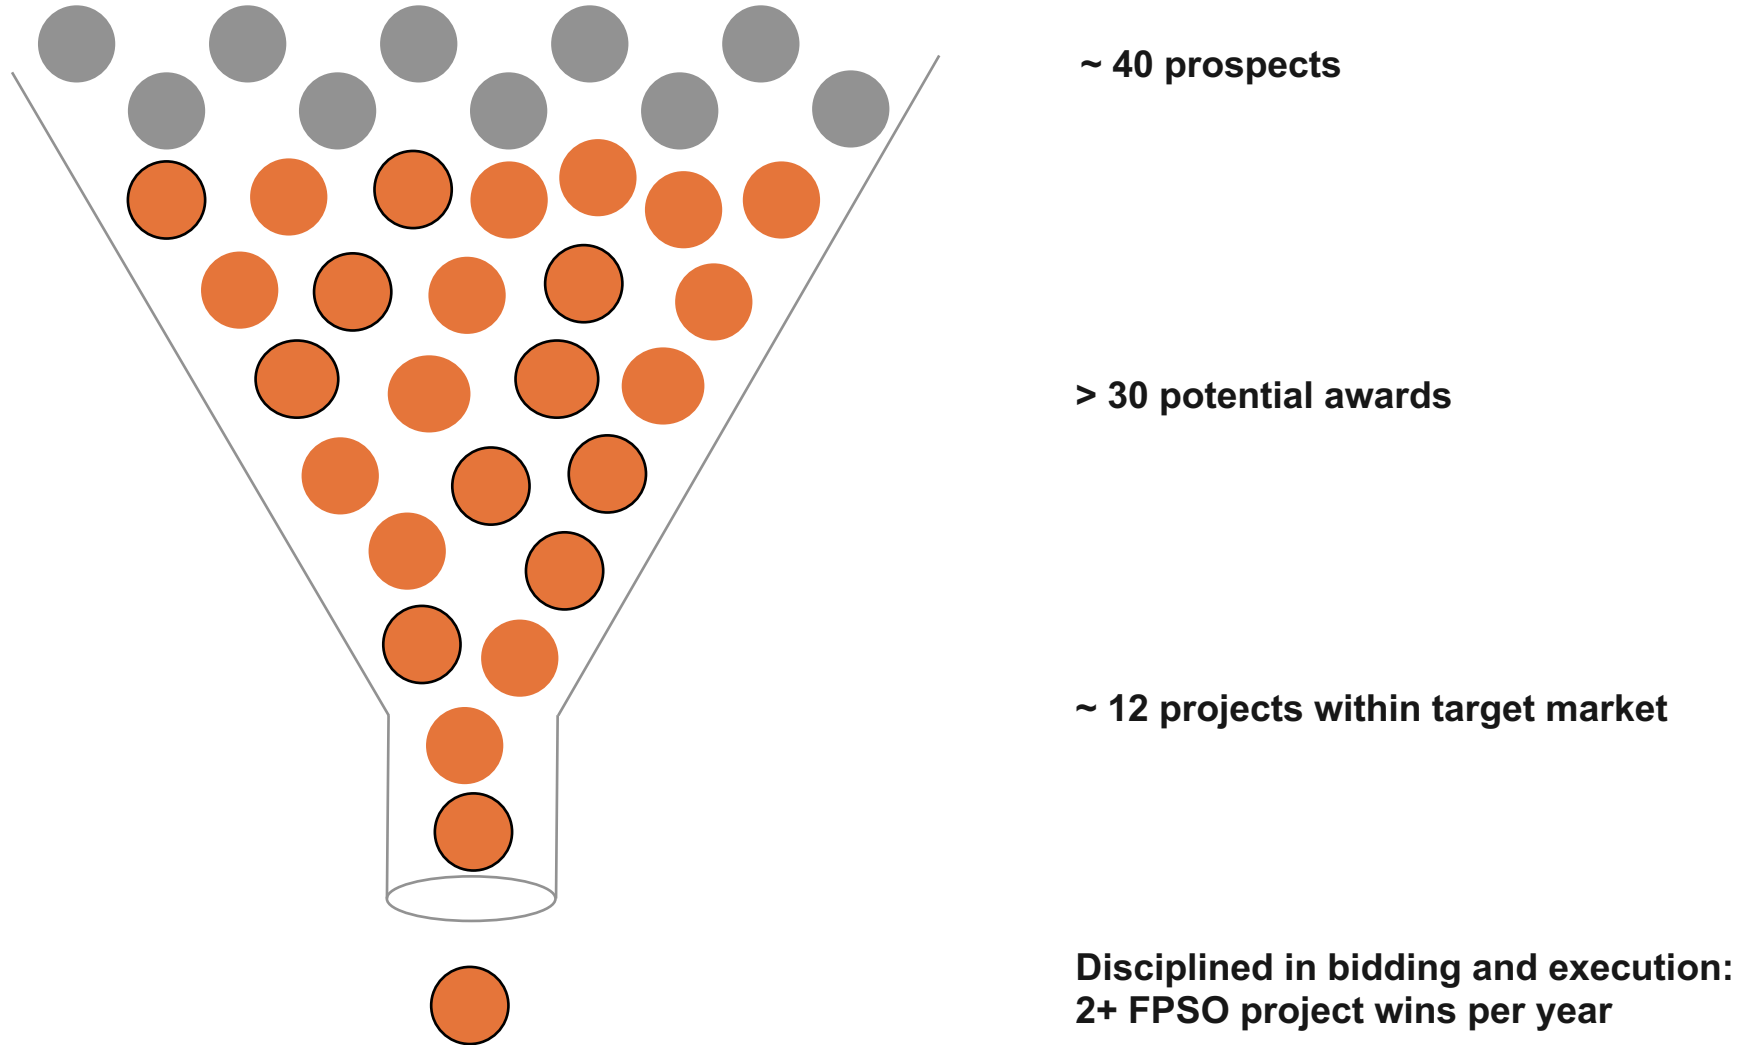 ~ 40 prospects
> 30 potential awards
~ 12 projects within target market
Disciplined in bidding and execution:
2+ FPSO project wins per year